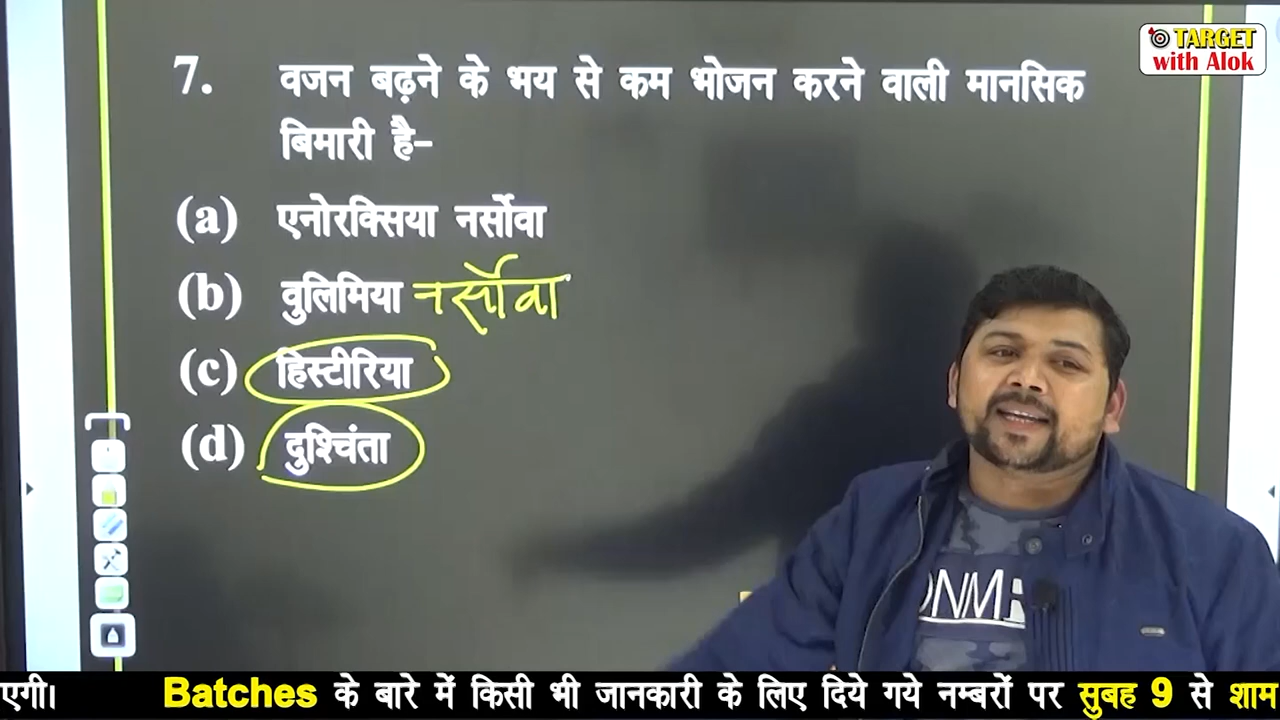 TARGET
with Alok
7. वजन बढ़ने के भय से कम भोजन करने वाली मानसिक
बिमारी है-
(a) एनोरक्सिया नर्सोवा
(b) वुलिमिया नर्सोवा
(c) हिस्टीरिया
(d) दुश्चिंता
एगी। Batches के बारे में किसी भी जानकारी के लिए दिये गये नम्बरों पर सुबह 9 से शाम